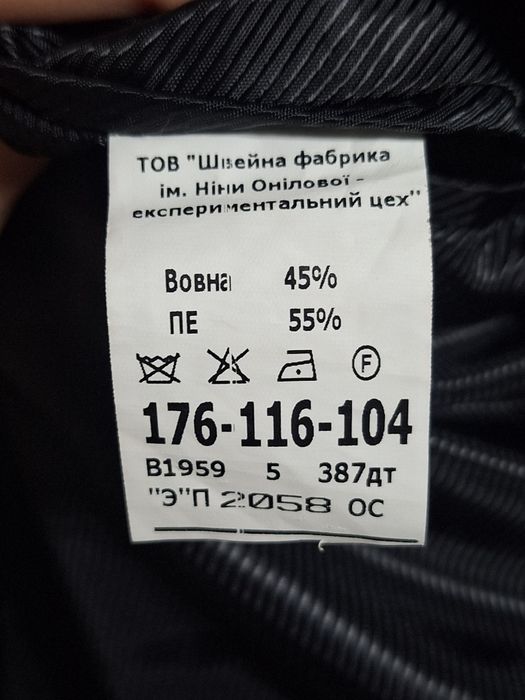 ТОВ "Швейна фабрика
ім. Ніни Онілової -
експериментальний цех"
Вовна 45%
ПЕ 55%
F
176-116-104
В1959 5 387дт
"Э"П 2058 ОС